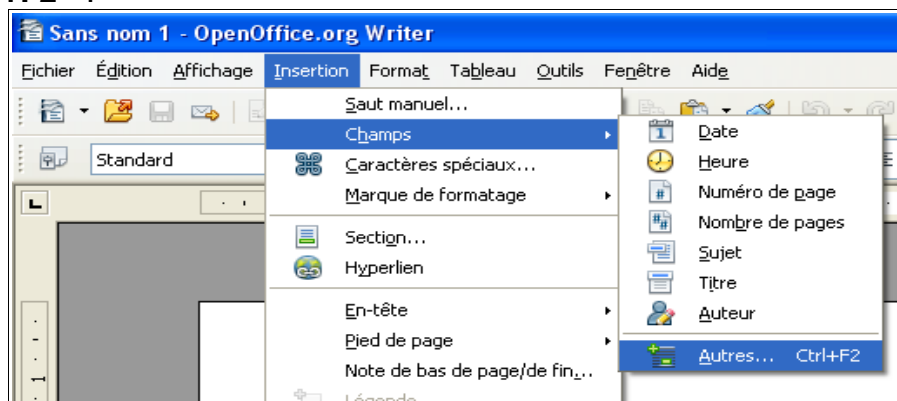 Sans nom 1 - OpenOffice.org Writer
Fichier Édition Affichage Insertion Format Tableau Outils Fenêtre Aide
Saut manuel...
Champs
Standard
Caractères spéciaux...
Marque de formatage
Section...
Hyperlien
En-tête
Pied de page
Note de bas de page/de fin...
Légende
Date
Heure
Numéro de page
Nombre de pages
Sujet
Titre
Auteur
Autres... Ctrl+F2